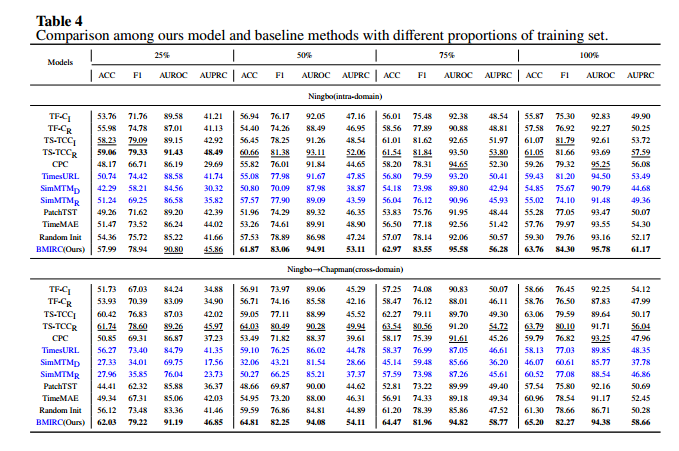 Table 4
Comparison among ours model and baseline methods with different proportions of training set.
Models 25% 50% 75% 100%
ACC F1 AUROC AUPRC ACC F1 AUROC AUPRC ACC F1 AUROC AUPRC ACC F1 AUROC AUPRC
Ningbo(intra-domain)
TF-CI 53.76 71.76 89.58 41.21 56.94 76.17 92.05 47.16 56.01 75.48 92.38 48.54 55.87 75.30 92.83 49.90
TF-CR 55.98 74.78 87.01 41.13 54.40 74.26 88.49 46.95 58.56 77.89 90.88 48.81 57.58 76.92 92.27 50.25
TS-TCCI 58.23 79.09 89.15 42.92 56.45 78.25 91.26 48.54 61.01 81.62 92.65 51.97 61.07 81.79 92.61 53.72
TS-TCCR 59.06 79.33 91.43 48.49 60.66 81.38 93.11 52.06 61.54 81.84 93.50 53.80 61.05 81.66 92.83 57.59
CPC 48.17 66.71 86.19 29.69 55.82 76.01 91.84 44.65 58.20 78.31 94.65 52.30 59.26 79.32 95.25 56.08
TimesURL 50.74 74.42 88.58 41.74 55.08 77.98 91.67 47.85 56.80 79.59 93.20 50.41 59.43 81.20 94.50 53.49
SimMTMD 42.29 58.21 84.56 30.32 50.80 70.09 87.98 38.87 54.18 73.98 89.80 42.94 54.85 75.67 90.79 44.68
SimMTMR 51.24 69.25 86.58 35.82 57.57 77.90 89.09 43.59 56.04 76.12 90.96 45.93 55.02 74.10 91.48 49.36
PatchTST 49.26 71.62 89.20 42.39 51.96 74.29 89.32 46.35 53.83 75.76 91.95 48.44 55.28 77.05 93.47 50.07
TimeMAE 51.47 73.52 86.24 44.02 53.26 74.61 89.91 48.90 56.50 77.18 92.56 51.42 57.76 79.97 93.55 54.30
Random Init 54.36 75.72 85.22 41.66 57.53 78.89 86.98 47.24 57.07 78.14 92.06 50.57 59.30 79.76 93.16 52.17
BMIRC(Ours) 57.99 78.94 90.80 45.86 61.87 83.06 94.91 53.11 62.97 83.55 95.58 56.28 63.76 84.30 95.78 61.17
Ningbo→Chapman(cross-domain)
TF-CI 51.73 67.03 84.24 34.88 56.91 73.97 89.06 45.29 57.25 74.08 90.83 50.07 58.66 76.45 92.25 54.12
TF-CR 53.93 70.39 83.09 34.90 56.71 74.16 85.58 42.16 58.47 76.12 88.01 46.11 58.76 76.50 87.83 47.99
TS-TCCI 60.42 76.83 87.03 42.02 59.05 77.11 88.99 45.52 62.27 79.11 89.70 49.30 63.06 79.59 89.64 50.17
TS-TCCR 61.74 78.60 89.26 45.97 64.03 80.49 90.28 49.94 63.54 80.56 91.20 54.72 63.79 80.10 91.71 56.04
CPC 50.85 69.31 86.87 37.23 53.49 71.82 88.37 39.61 58.17 75.39 91.61 45.26 59.79 76.82 93.25 47.96
TimesURL 56.27 73.40 84.79 41.35 59.10 76.25 86.02 44.78 58.37 76.99 87.05 46.61 58.13 77.03 89.85 48.35
SimMTMD 27.33 34.01 69.75 17.56 32.06 43.21 81.54 28.66 45.14 59.48 85.66 35.20 46.07 60.61 85.77 37.78
SimMTMR 27.96 35.85 76.04 23.73 50.27 66.25 85.21 37.37 57.59 73.98 87.26 45.61 60.52 77.08 88.54 46.86
PatchTST 44.41 62.32 85.88 36.37 48.66 69.87 90.00 44.62 52.81 73.22 89.99 49.40 57.54 75.80 92.16 50.69
TimeMAE 49.34 67.31 85.06 42.03 54.95 73.20 88.00 46.31 56.91 74.33 89.18 49.34 60.96 78.54 91.17 52.45
Random Init 56.12 73.48 83.36 41.46 59.59 76.86 84.81 44.89 61.20 78.39 85.86 47.52 61.30 78.66 86.71 50.28
BMIRC(Ours) 62.03 79.22 91.19 46.85 64.81 82.25 94.08 54.11 64.47 81.96 94.82 58.77 65.20 82.27 94.38 58.66